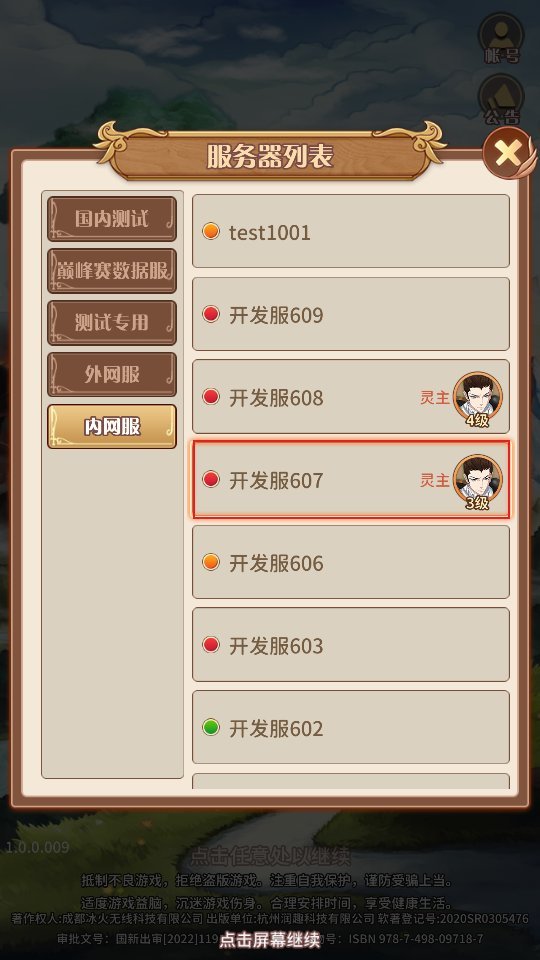 帐号
公告
服务器列表
国内测试
巅峰赛数据服
测试专用
外网服
内网服
test1001
开发服609
开发服608
灵主
4级
开发服607
灵主
3级
开发服606
开发服603
开发服602
1.0.0.009
点击任意处以继续
抵制不良游戏，拒绝盗版游戏。注重自我保护，谨防受骗上当。
适度游戏益脑，沉迷游戏伤身。合理安排时间，享受健康生活。
著作权人:成都冰火无线科技有限公司 出版单位:杭州润趣科技有限公司 软著登记号:2020SR0305476
审批文号：国新出审[2022]119
号：ISBN 978-7-498-09718-7
点击屏幕继续